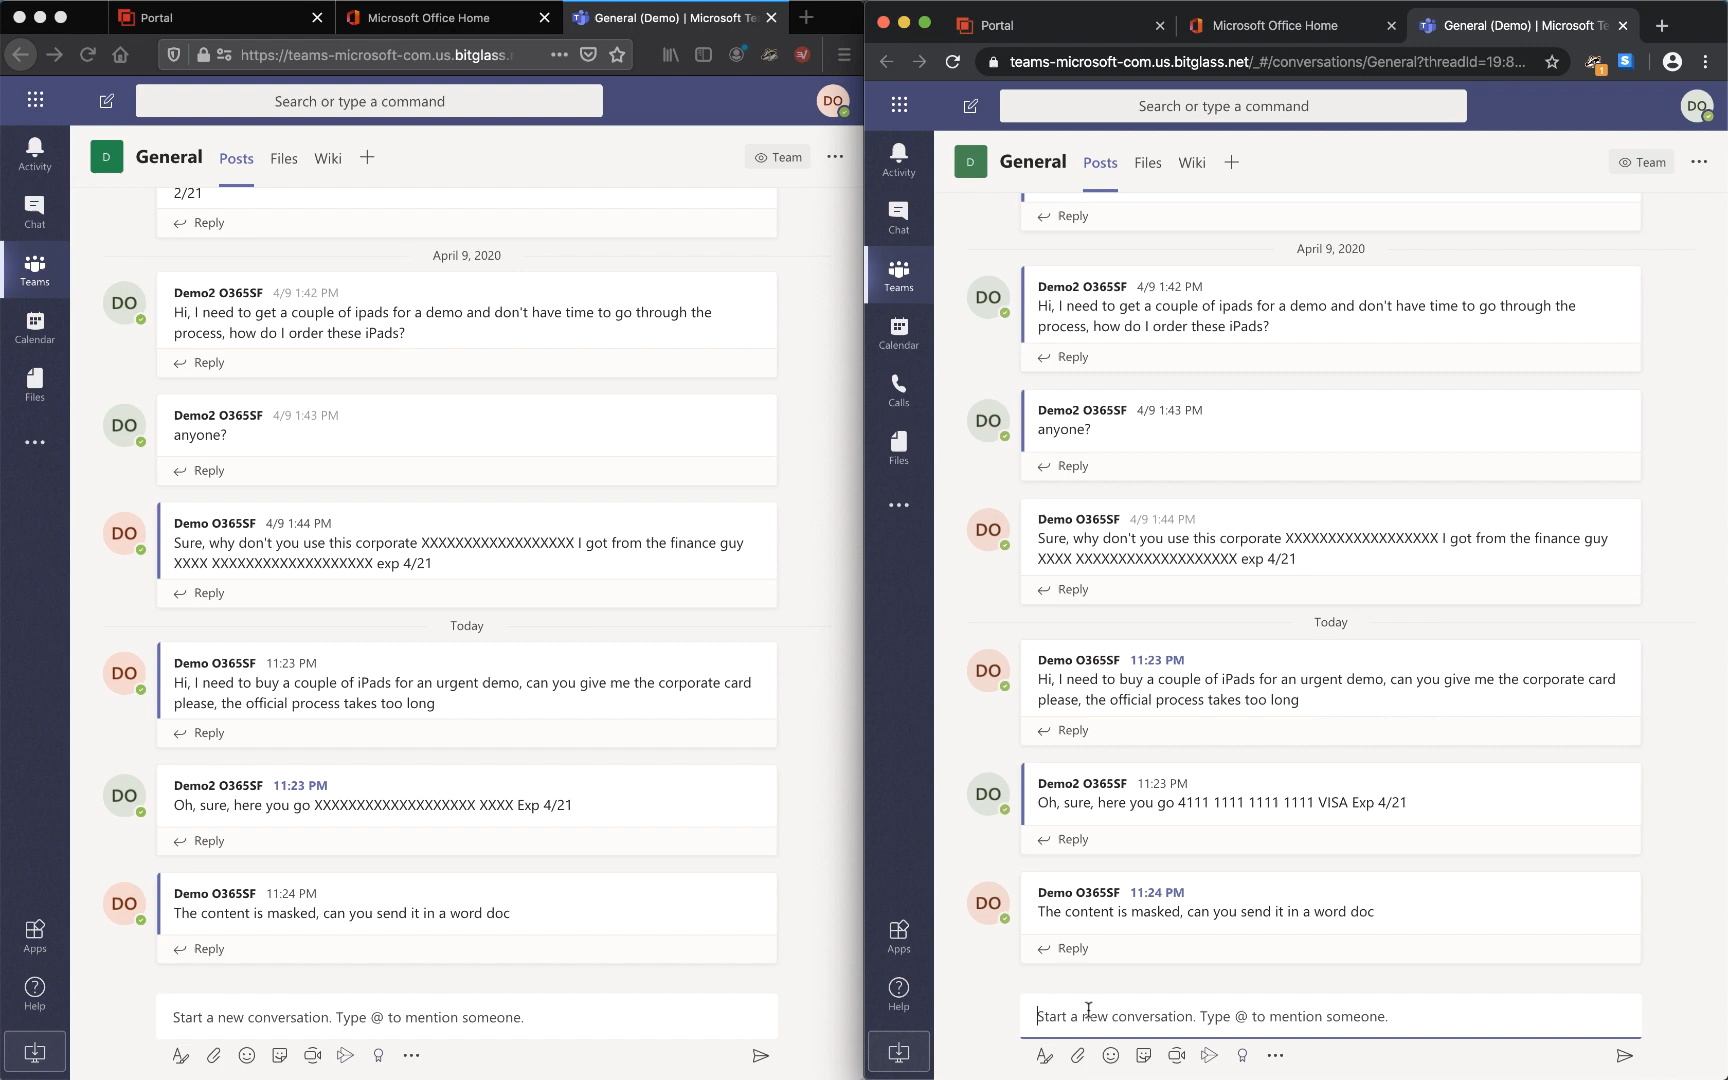 Portal
Microsoft Office Home
General (Demo) | Microsoft Te
https://teams-microsoft-com.us.bitglass.
Search or type a command
DO
Activity
Chat
Teams
Calendar
Files
Apps
Help
D
General
Posts
Files
Wiki
Team
2/21
Reply
April 9, 2020
DO
Demo2 O365SF 4/9 1:42 PM
Hi, I need to get a couple of ipads for a demo and don't have time to go through the
process, how do I order these iPads?
Reply
DO
Demo2 O365SF 4/9 1:43 PM
anyone?
Reply
DO
Demo O365SF 4/9 1:44 PM
Sure, why don't you use this corporate XXXXXXXXXXXXXXXXXX I got from the finance guy
XXXX XXXXXXXXXXXXXXXXXXX exp 4/21
Reply
Today
DO
Demo O365SF 11:23 PM
Hi, I need to buy a couple of iPads for an urgent demo, can you give me the corporate card
please, the official process takes too long
Reply
DO
Demo2 O365SF 11:23 PM
Oh, sure, here you go XXXXXXXXXXXXXXXXXXX XXXX Exp 4/21
Reply
DO
Demo O365SF 11:24 PM
The content is masked, can you send it in a word doc
Reply
Start a new conversation. Type @ to mention someone.
Portal
Microsoft Office Home
General (Demo) | Microsoft Te
teams-microsoft-com.us.bitglass.net/_#/conversations/General?threadId=19:8...
1
S
Search or type a command
DO
Activity
Chat
Teams
Calendar
Calls
Files
Apps
Help
D
General
Posts
Files
Wiki
Team
Reply
April 9, 2020
DO
Demo2 O365SF 4/9 1:42 PM
Hi, I need to get a couple of ipads for a demo and don't have time to go through the
process, how do I order these iPads?
Reply
DO
Demo2 O365SF 4/9 1:43 PM
anyone?
Reply
DO
Demo O365SF 4/9 1:44 PM
Sure, why don't you use this corporate XXXXXXXXXXXXXXXXXX I got from the finance guy
XXXX XXXXXXXXXXXXXXXXXXX exp 4/21
Reply
Today
DO
Demo O365SF 11:23 PM
Hi, I need to buy a couple of iPads for an urgent demo, can you give me the corporate card
please, the official process takes too long
Reply
DO
Demo2 O365SF 11:23 PM
Oh, sure, here you go 4111 1111 1111 1111 VISA Exp 4/21
Reply
DO
Demo O365SF 11:24 PM
The content is masked, can you send it in a word doc
Reply
Start a new conversation. Type @ to mention someone.